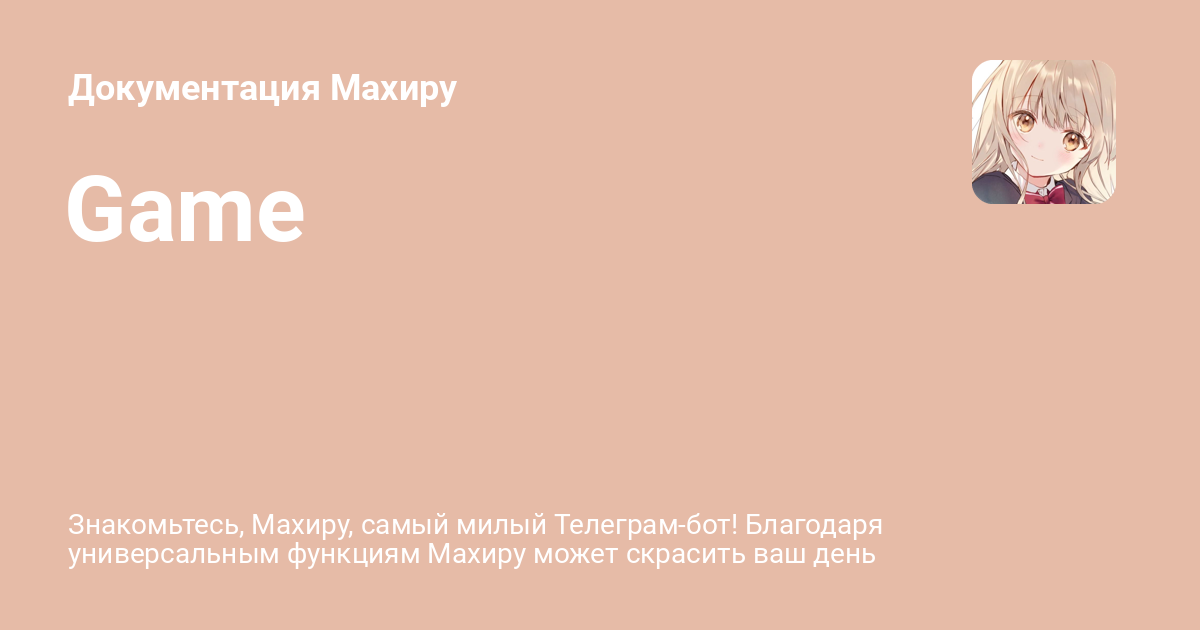 Документация Махиру
Game
Знакомьтесь, Махиру, самый милый Телеграм-бот! Благодаря
универсальным функциям Махиру может скрасить ваш день